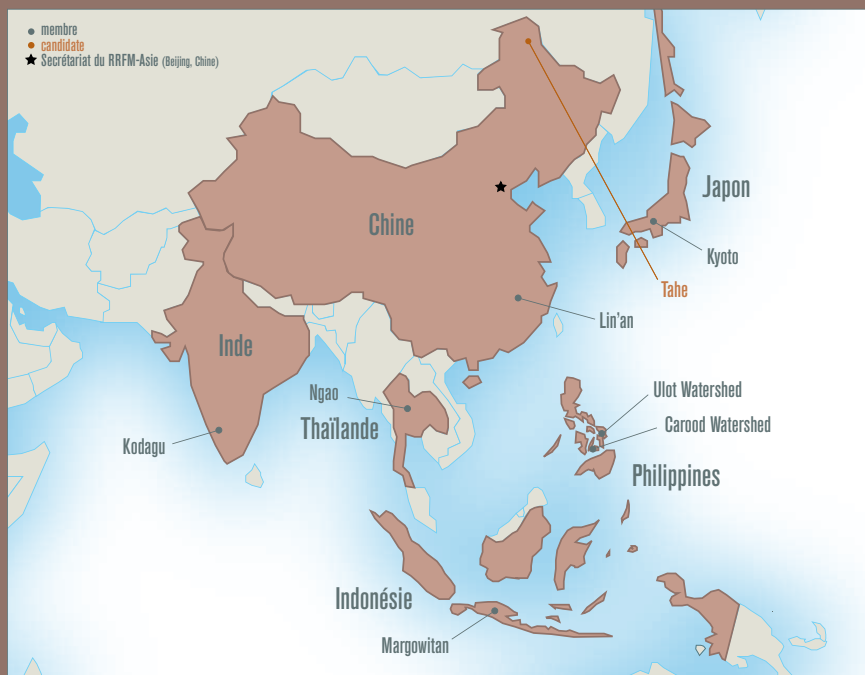 membre
candidate
Secrétariat du RRFM-Asie (Beijing, Chine)
Japon
Chine
Kyoto
Tahe
Lin'an
Inde
Ngao
Ulot Watershed
Thaïlande
Carood Watershed
Kodagu
Philippines
Indonésie
Margowitan